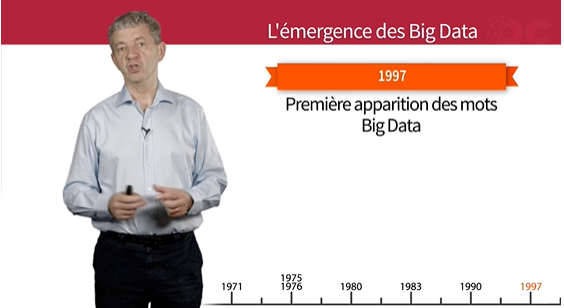 L'émergence des Big Data
1997
Première apparition des mots
Big Data
1971
1975
1976
1980
1983
1990
1997